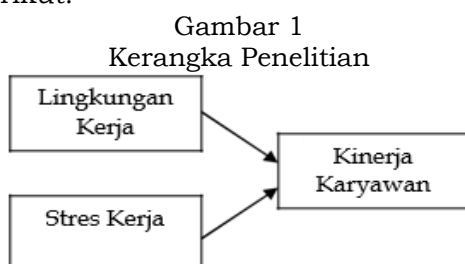 Gambar 1
Kerangka Penelitian
Lingkungan
Kerja
Kinerja
Karyawan
Stres Kerja